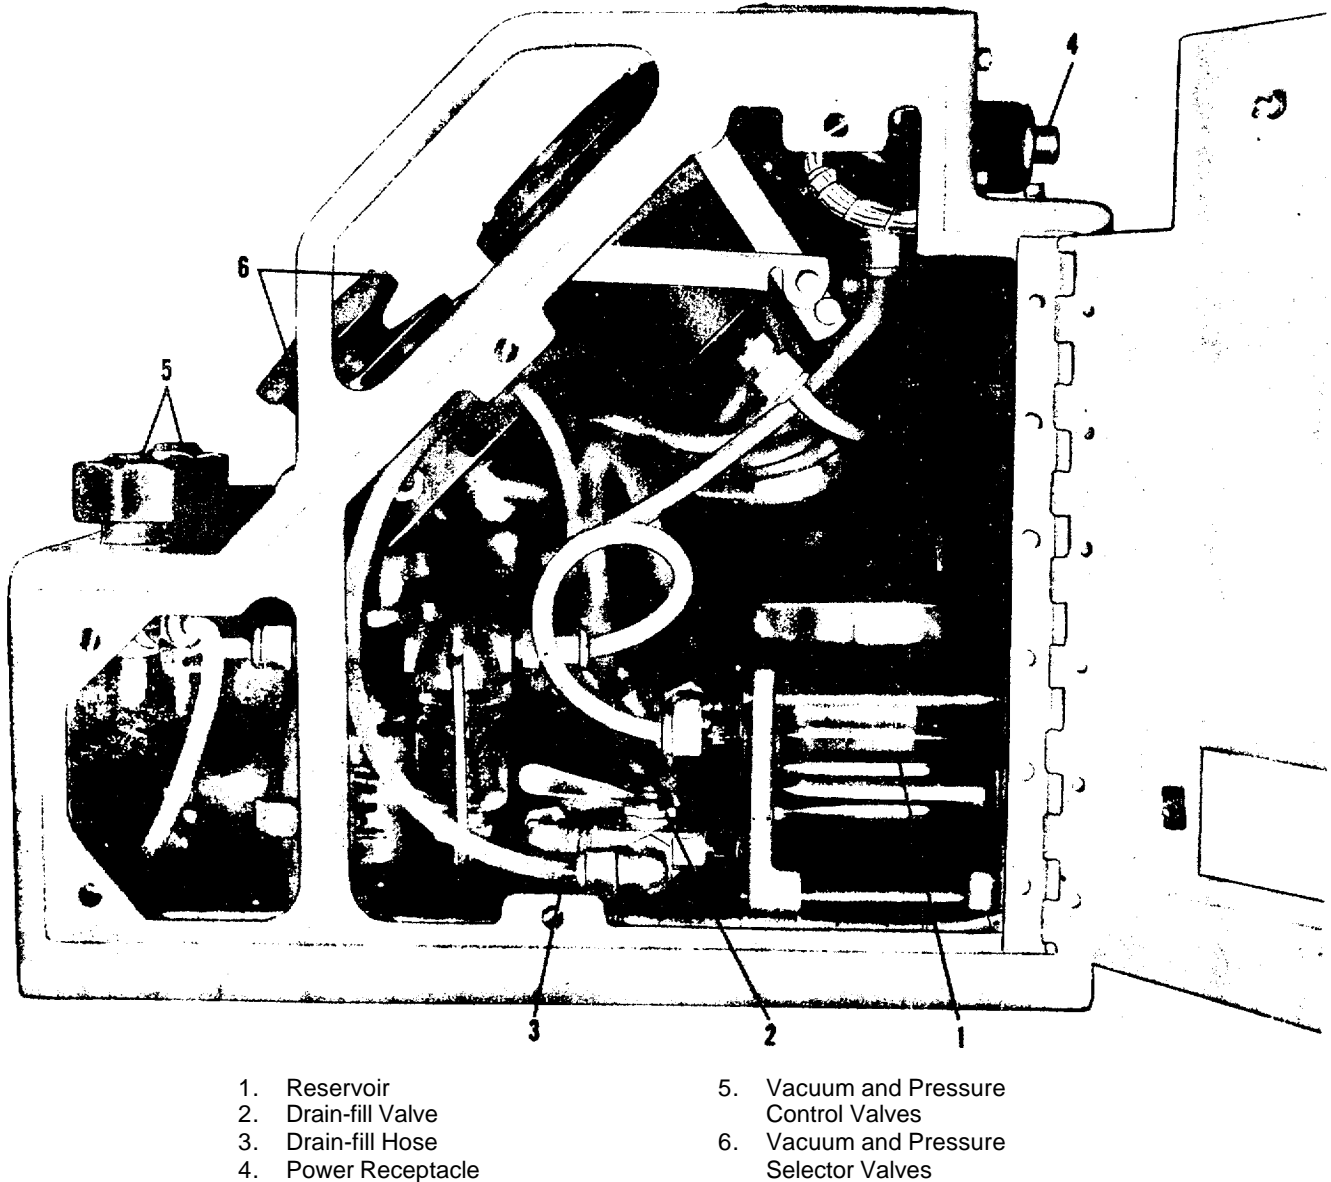 4
6
5
3
2
1
1. Reservoir
2. Drain-fill Valve
3. Drain-fill Hose
4. Power Receptacle
5. Vacuum and Pressure
Control Valves
6. Vacuum and Pressure
Selector Valves